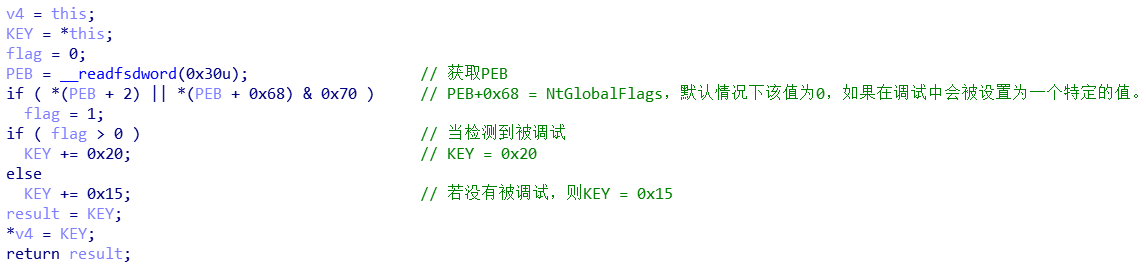 v4 = this;
KEY = *this;
flag = 0;
PEB = __readfsdword(0x30u); // 获取PEB
if ( *(PEB + 2) || *(PEB + 0x68) & 0x70 ) // PEB+0x68 = NtGlobalFlags，默认情况下该值为0，如果在调试中会被设置为一个特定的值。
flag = 1;
if ( flag > 0 ) // 当检测到被调试
KEY += 0x20; // KEY = 0x20
else
KEY += 0x15; // 若没有被调试，则KEY = 0x15
result = KEY;
*v4 = KEY;
return result;